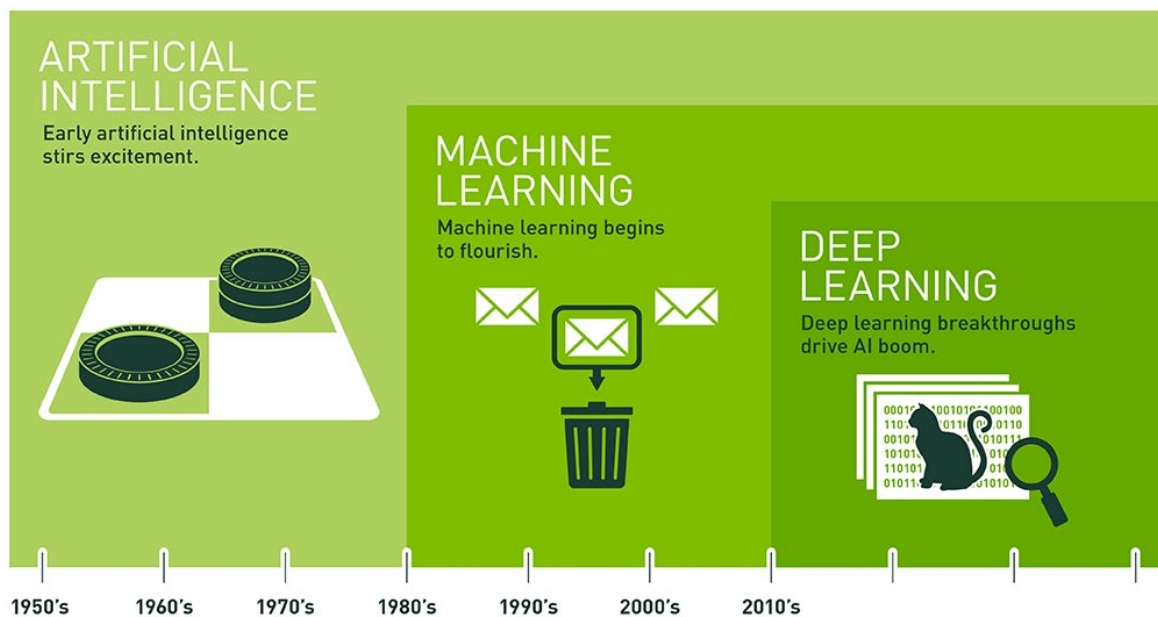 ARTIFICIAL
INTELLIGENCE
Early artificial intelligence
stirs excitement.
MACHINE
LEARNING
Machine learning begins
to flourish.
DEEP
LEARNING
Deep learning breakthroughs
drive AI boom.
1950's 1960's 1970's 1980's 1990's 2000's 2010's